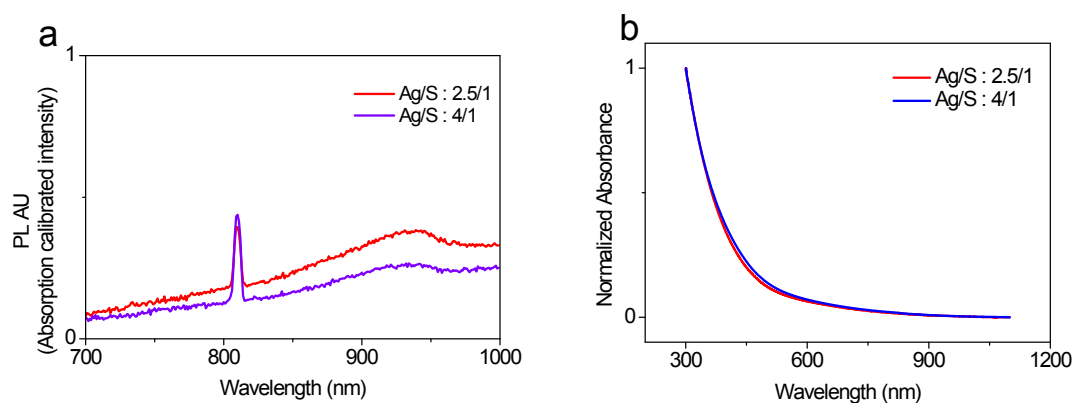 a
PL AU
(Absorption calibrated intensity)
1
0
Ag/S : 2.5/1
Ag/S : 4/1
700 800 900 1000
Wavelength (nm)
b
Normalized Absorbance
1
0
Ag/S : 2.5/1
Ag/S : 4/1
300 600 900 1200
Wavelength (nm)